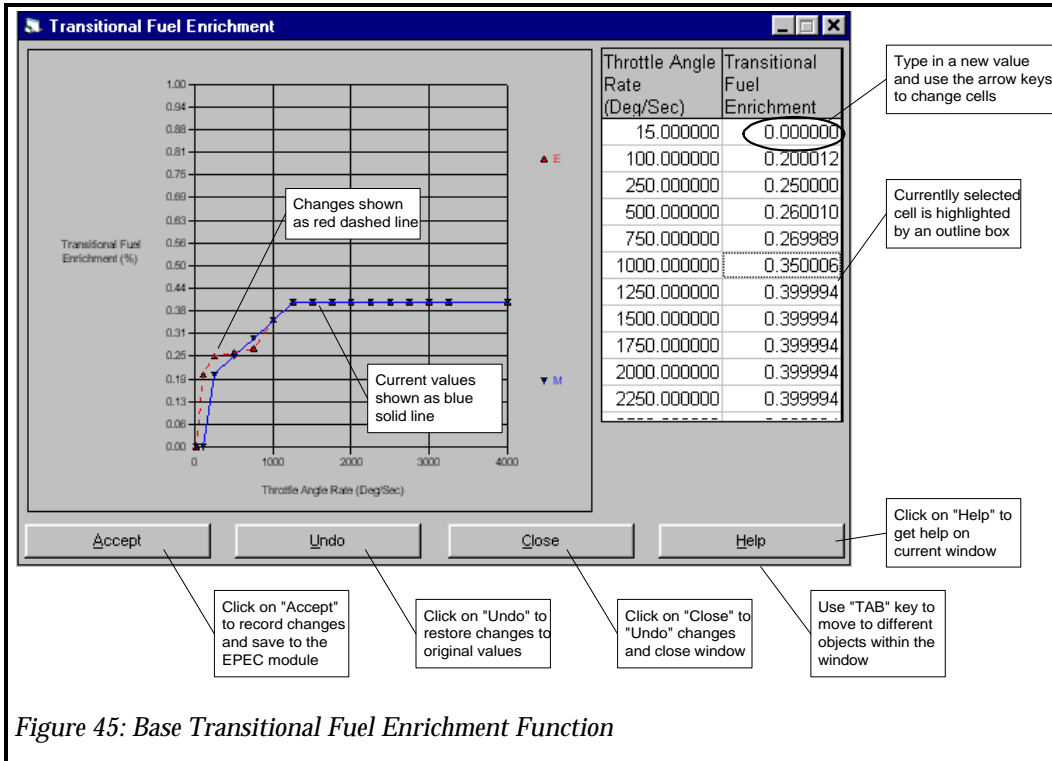 Transitional Fuel Enrichment
1.00
0.94
0.88
0.81
0.75
0.69
0.63
0.56
0.50
0.44
0.38
0.31
0.25
0.19
0.13
0.06
0.00
Transitional Fuel
Enrichment (%)
0
1000
2000
3000
4000
Throttle Angle Rate (Deg/Sec)
E
M
Changes shown
as red dashed line
Current values
shown as blue
solid line
Throttle Angle Rate (Deg/Sec) Transitional Fuel Enrichment
15.000000 0.000000
100.000000 0.200012
250.000000 0.250000
500.000000 0.260010
750.000000 0.269989
1000.000000 0.350006
1250.000000 0.399994
1500.000000 0.399994
1750.000000 0.399994
2000.000000 0.399994
2250.000000 0.399994
Type in a new value
and use the arrow keys
to change cells
Currentlly selected
cell is highlighted
by an outline box
Accept
Undo
Close
Help
Click on "Help" to
get help on
current window
Click on "Accept"
to record changes
and save to the
EPEC module
Click on "Undo" to
restore changes to
original values
Click on "Close" to
"Undo" changes
and close window
Use "TAB" key to
move to different
objects within the
window
Figure 45: Base Transitional Fuel Enrichment Function